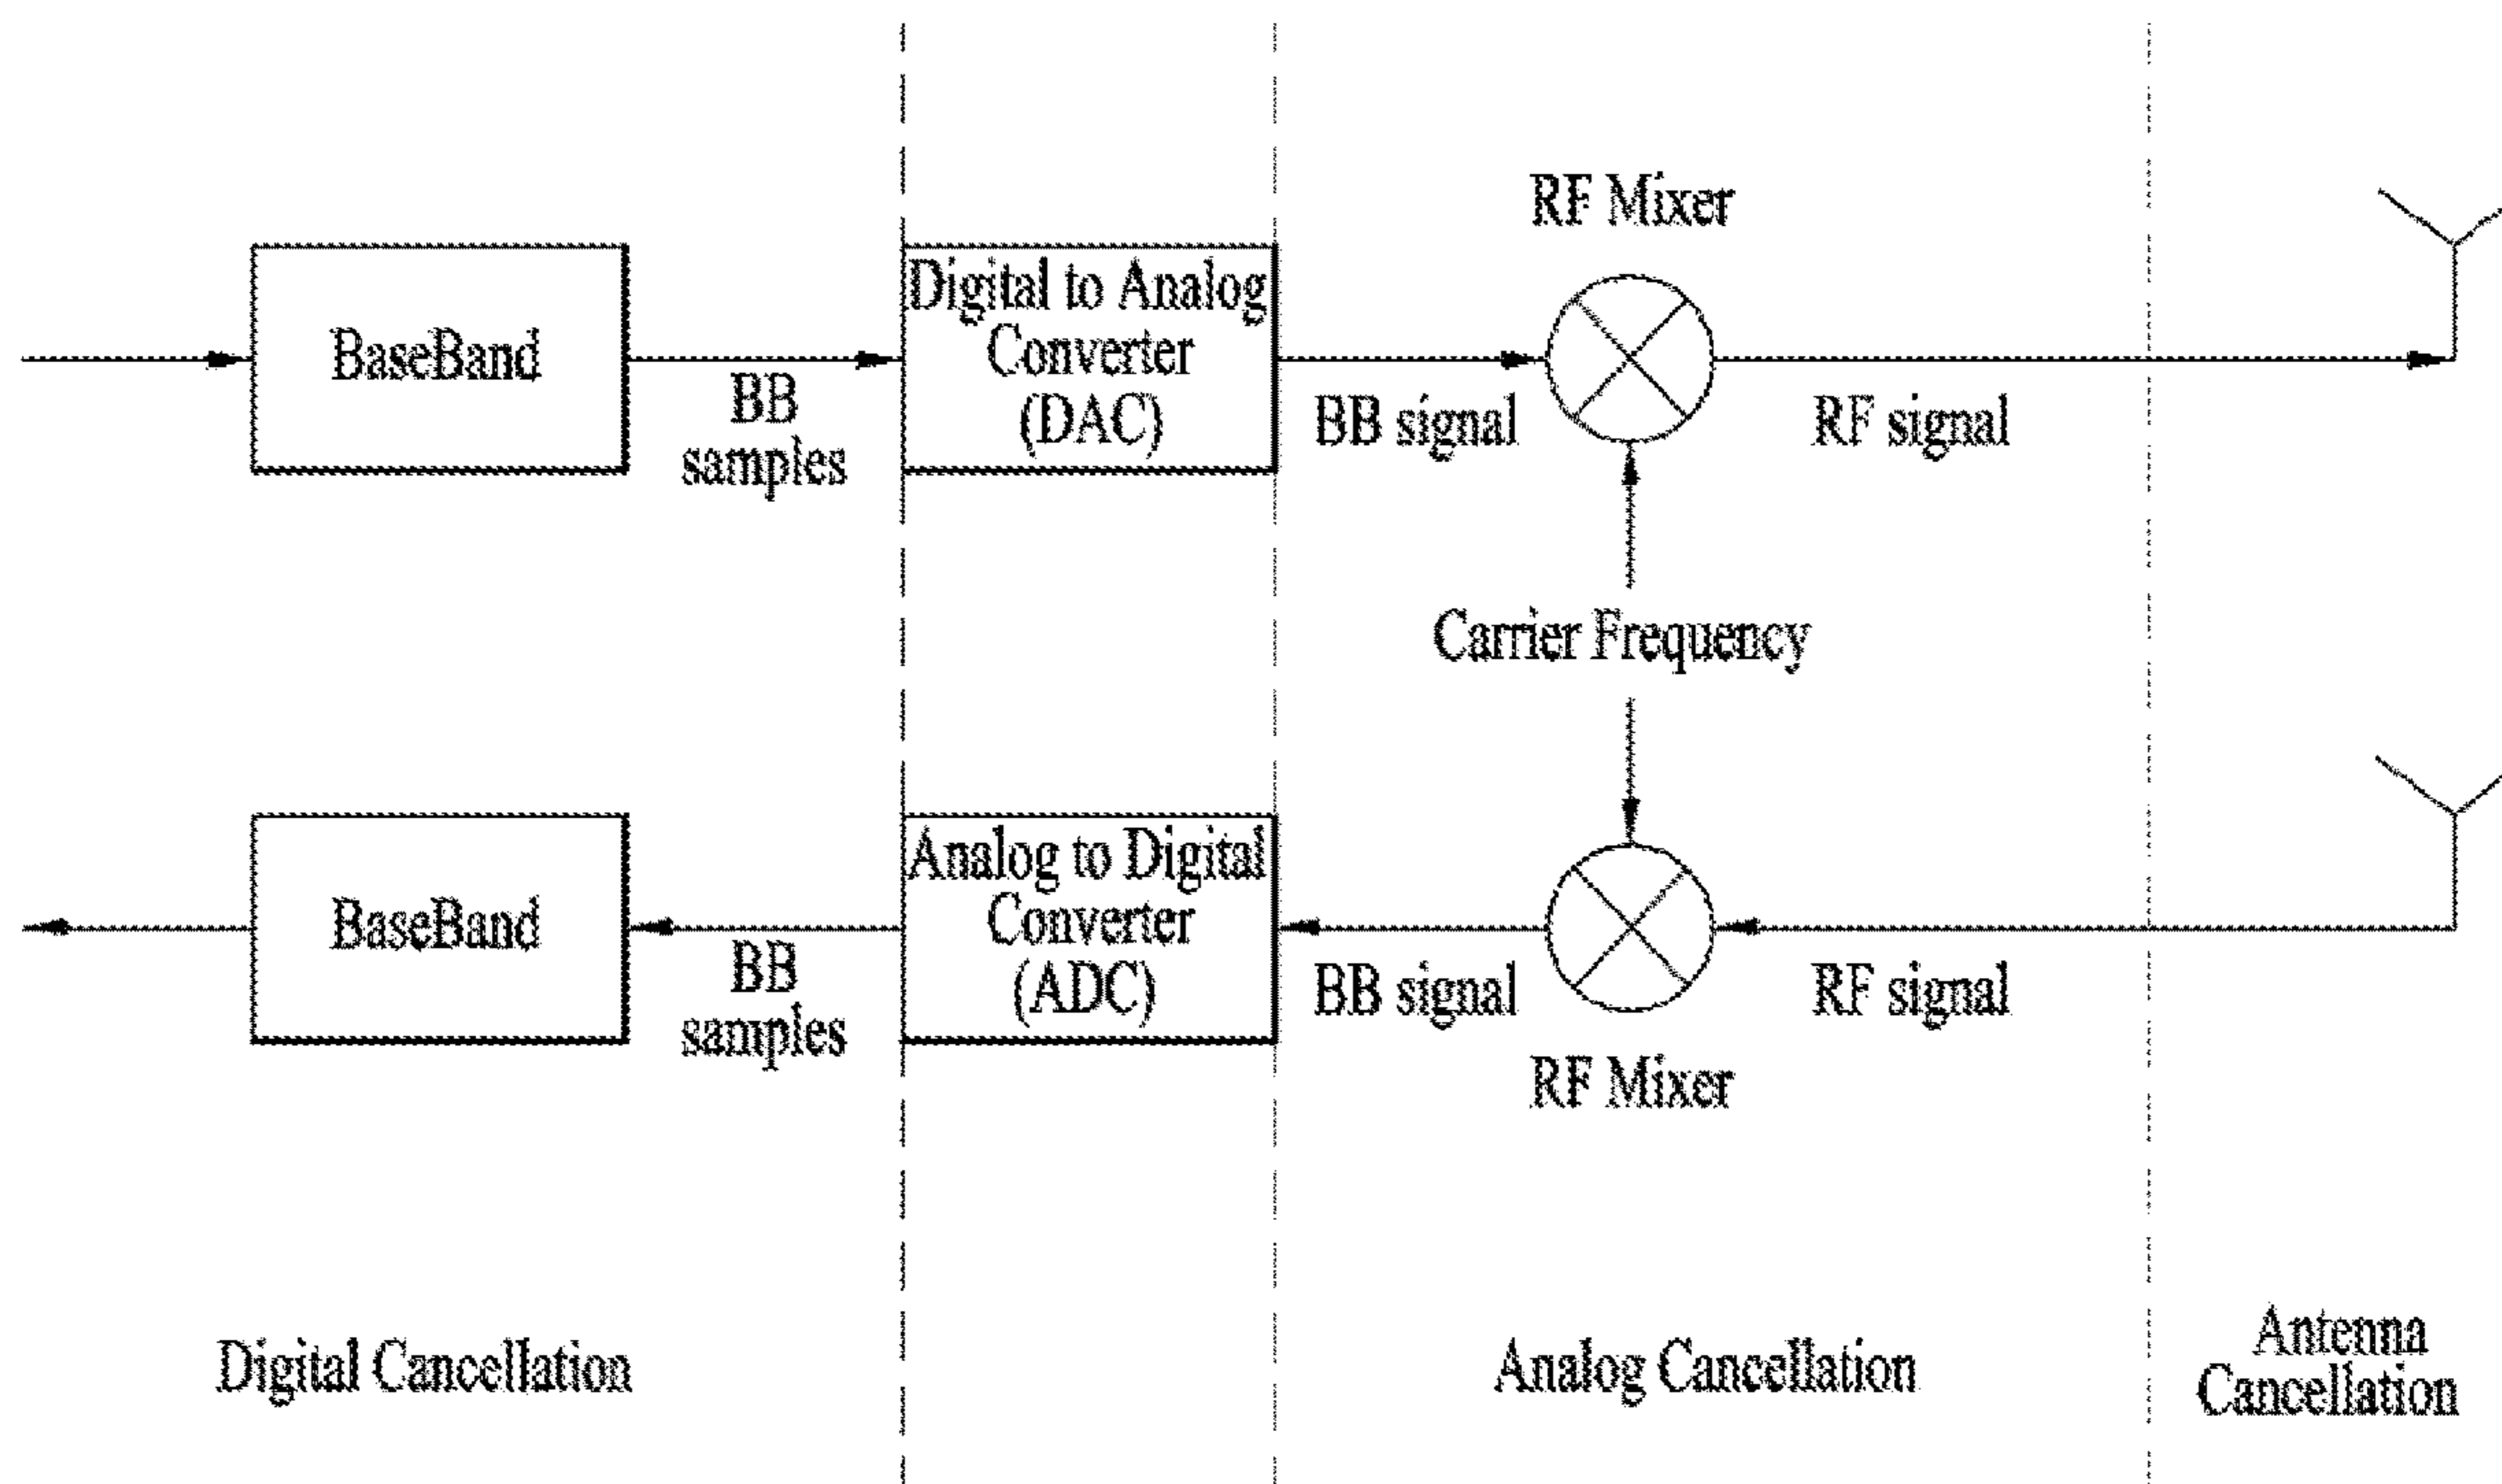 RF Mixer
BaseBand
BB
samples
Digital to Analog
Converter
(DAC)
BB signal
RF signal
Carrier Frequency
BaseBand
BB
samples
Analog to Digital
Converter
(ADC)
BB signal
RF signal
RF Mixer
Digital Cancellation
Analog Cancellation
Antenna
Cancellation